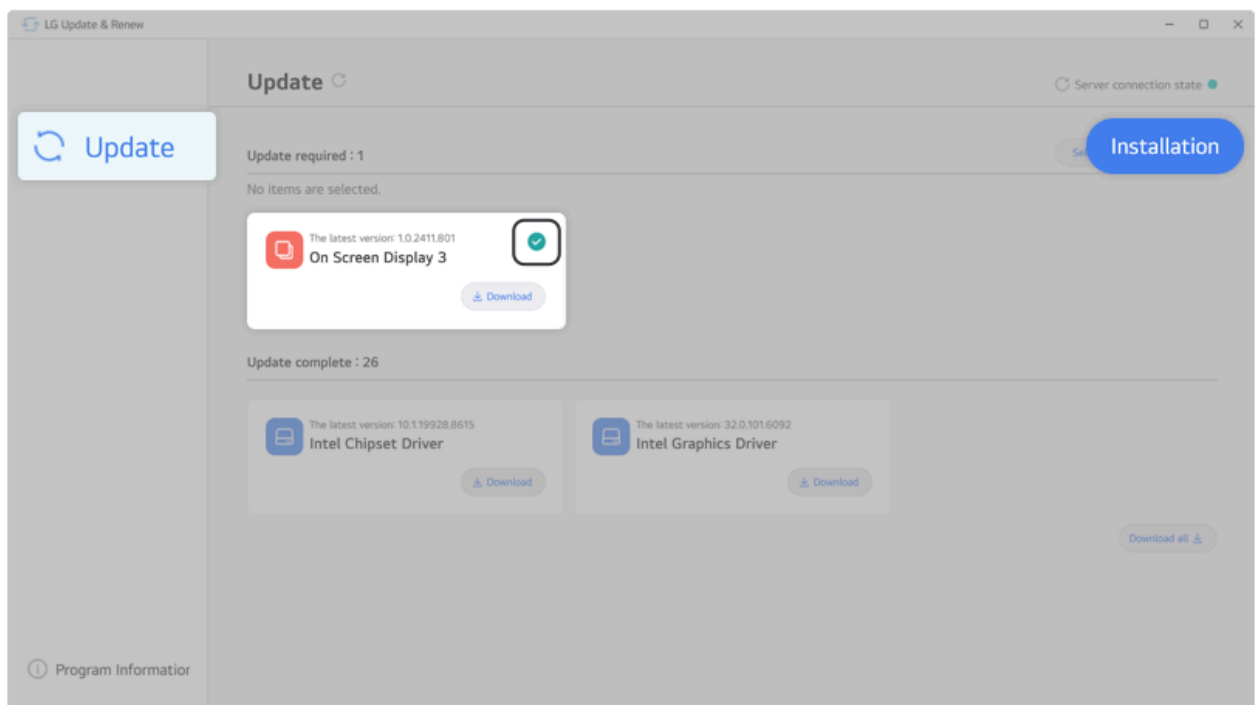 LG Update & Renew
Update
Server connection state
Update
Update required : 1
Installation
No items are selected.
The latest version: 1.0.2411.801
On Screen Display 3
Download
Update complete : 26
The latest version: 10.1.19928.8615
Intel Chipset Driver
Download
The latest version: 32.0.101.6092
Intel Graphics Driver
Download
Download all
Program Informatior